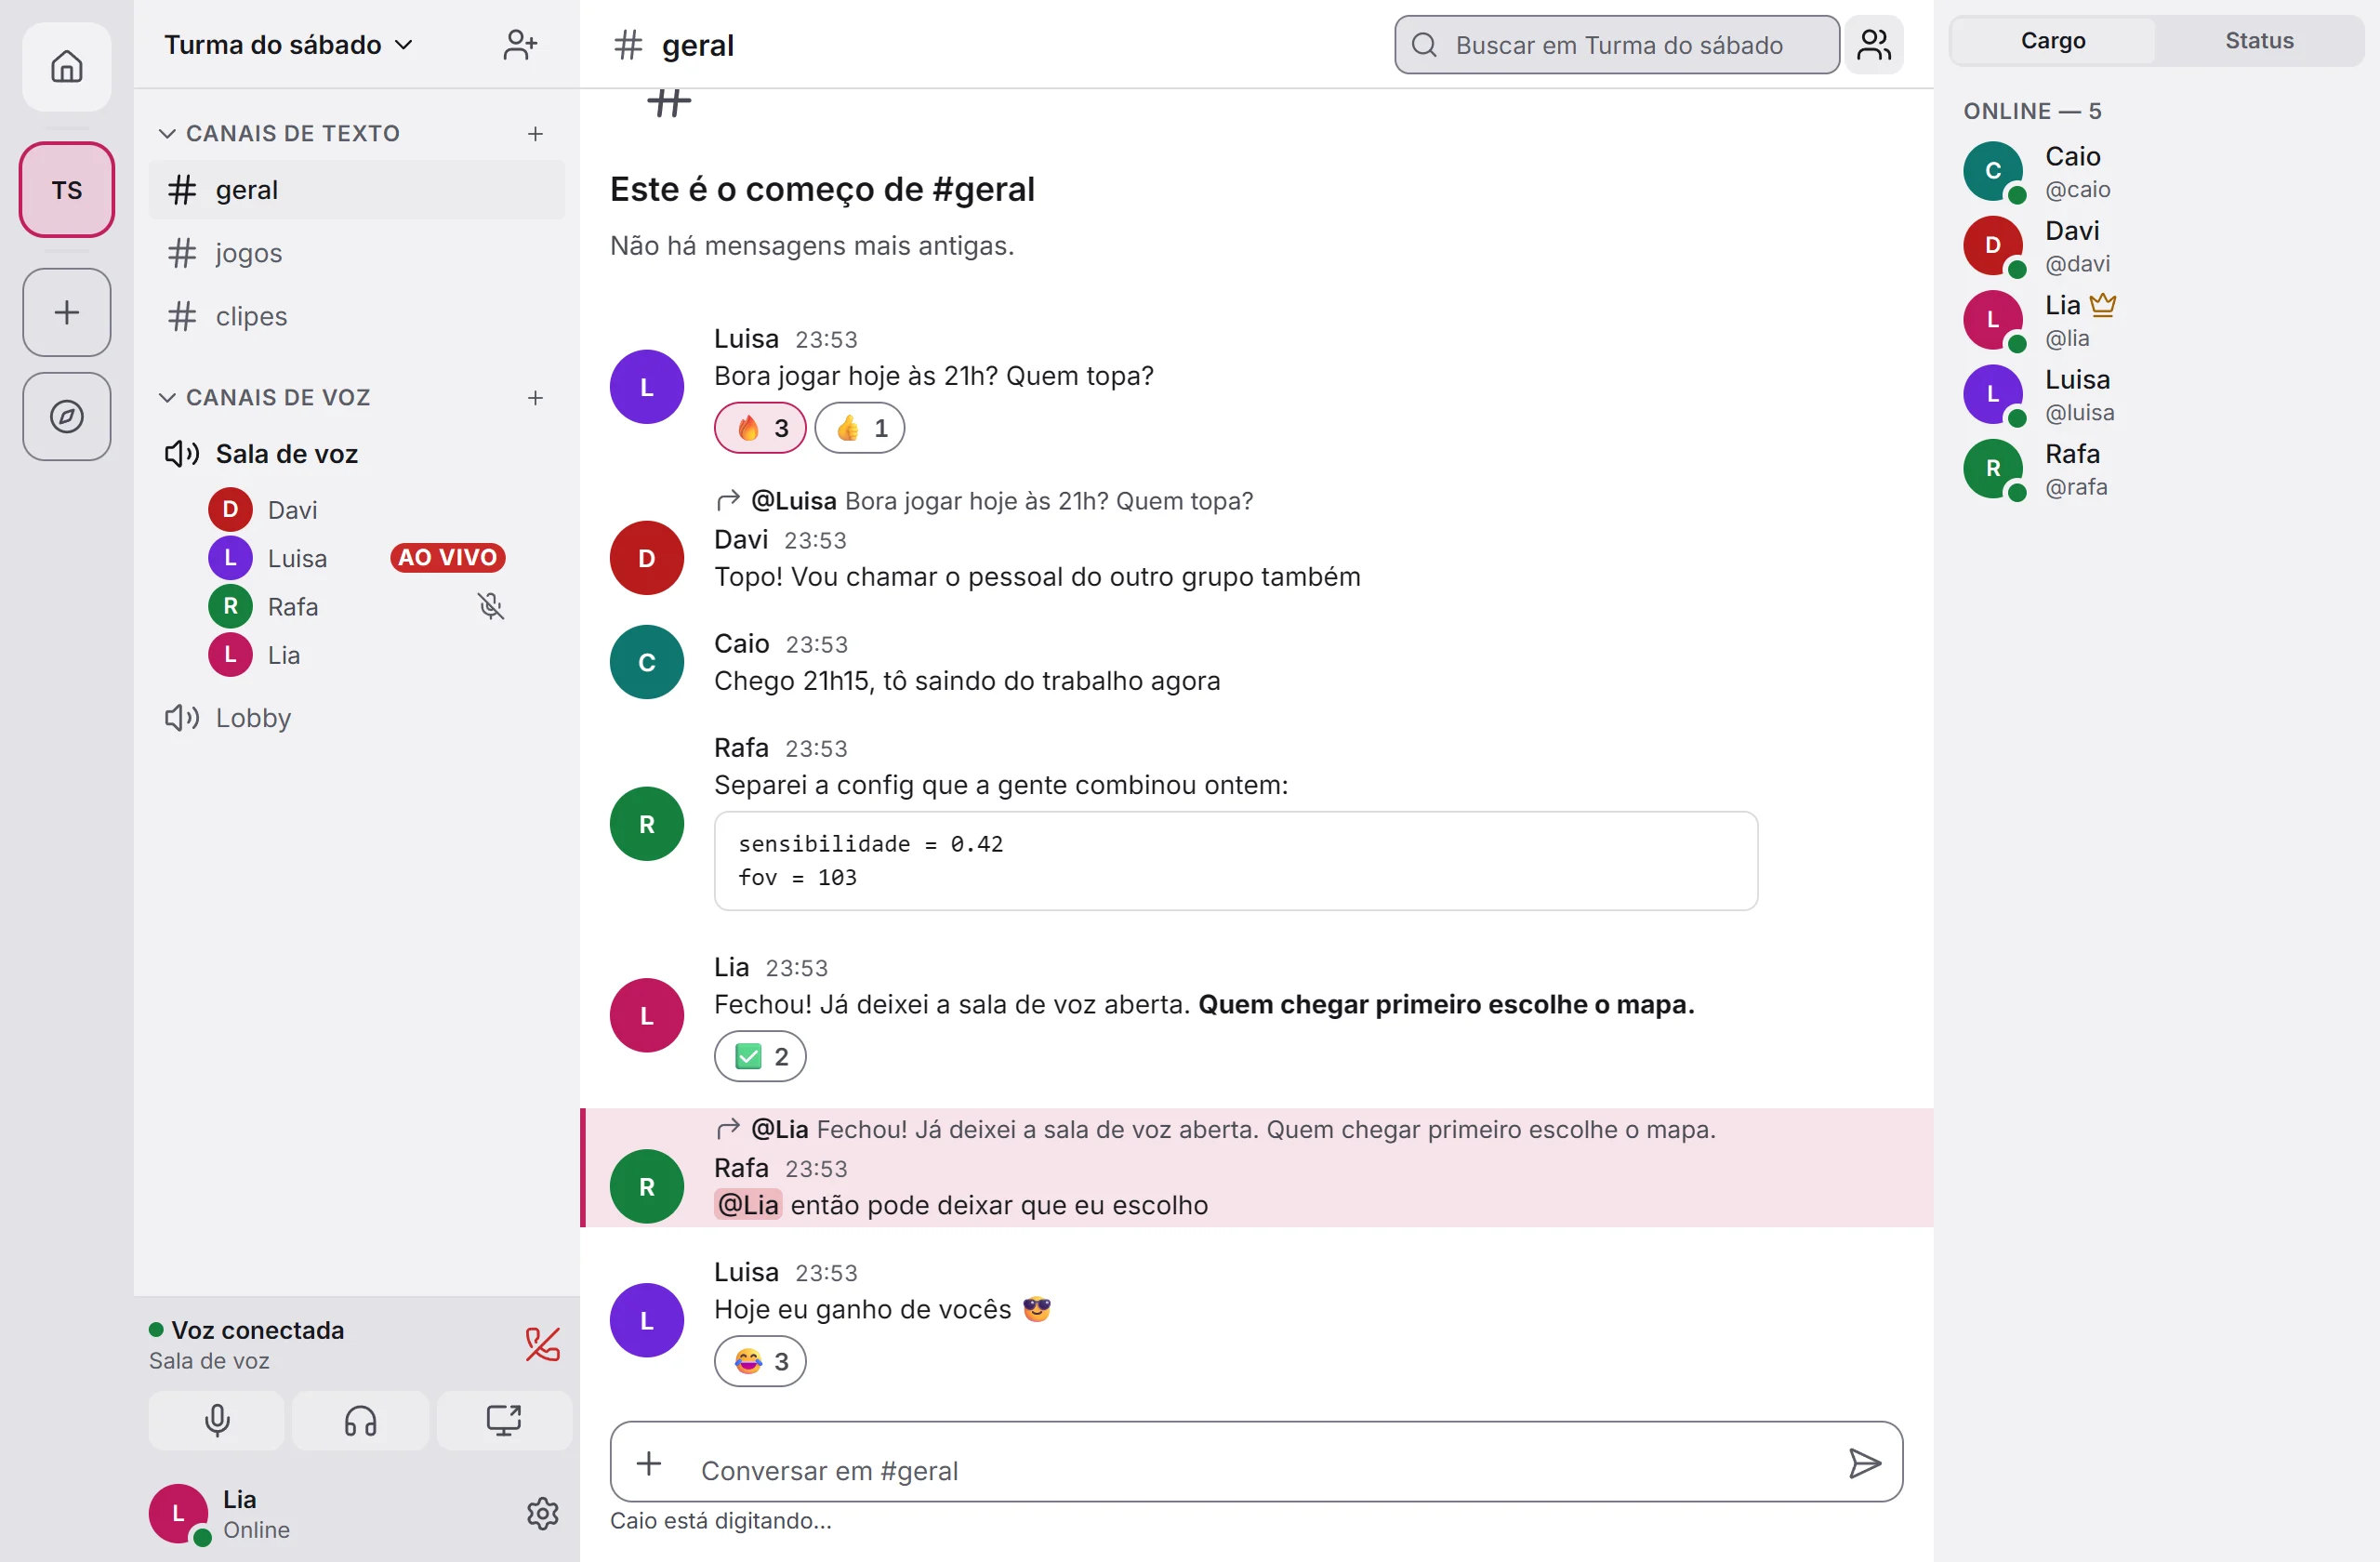 TS
Turma do sábado
CANAIS DE TEXTO
geral
jogos
clipes
CANAIS DE VOZ
Sala de voz
D Davi
L Luisa AO VIVO
R Rafa
L Lia
Lobby
Voz conectada
Sala de voz
L Lia
Online
# geral
Buscar em Turma do sábado
Este é o começo de #geral
Não há mensagens mais antigas.
L
Luisa 23:53
Bora jogar hoje às 21h? Quem topa?
🔥 3 👍 1
@Luisa Bora jogar hoje às 21h? Quem topa?
D
Davi 23:53
Topo! Vou chamar o pessoal do outro grupo também
C
Caio 23:53
Chego 21h15, tô saindo do trabalho agora
R
Rafa 23:53
Separei a config que a gente combinou ontem:
sensibilidade = 0.42
fov = 103
L
Lia 23:53
Fechou! Já deixei a sala de voz aberta. Quem chegar primeiro escolhe o mapa.
✅ 2
@Lia Fechou! Já deixei a sala de voz aberta. Quem chegar primeiro escolhe o mapa.
R
Rafa 23:53
@Lia então pode deixar que eu escolho
L
Luisa 23:53
Hoje eu ganho de vocês 😎
😂 3
Conversar em #geral
Caio está digitando...
Cargo Status
ONLINE — 5
C Caio
@caio
D Davi
@davi
L Lia
@lia
L Luisa
@luisa
R Rafa
@rafa